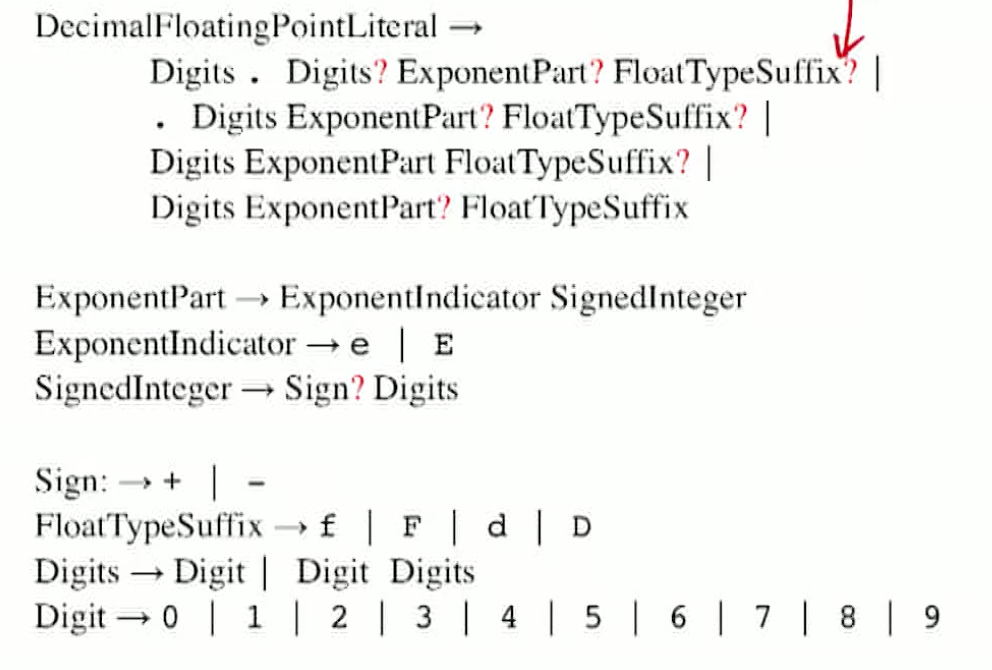 DecimalFloatingPointLiteral →
Digits . Digits? ExponentPart? FloatTypeSuffix? |
. Digits ExponentPart? FloatTypeSuffix? |
Digits ExponentPart FloatTypeSuffix? |
Digits ExponentPart? FloatTypeSuffix
ExponentPart → ExponentIndicator SignedInteger
ExponentIndicator → e | E
SignedInteger → Sign? Digits
Sign: → + | -
FloatTypeSuffix → f | F | d | D
Digits → Digit | Digit Digits
Digit → 0 | 1 | 2 | 3 | 4 | 5 | 6 | 7 | 8 | 9